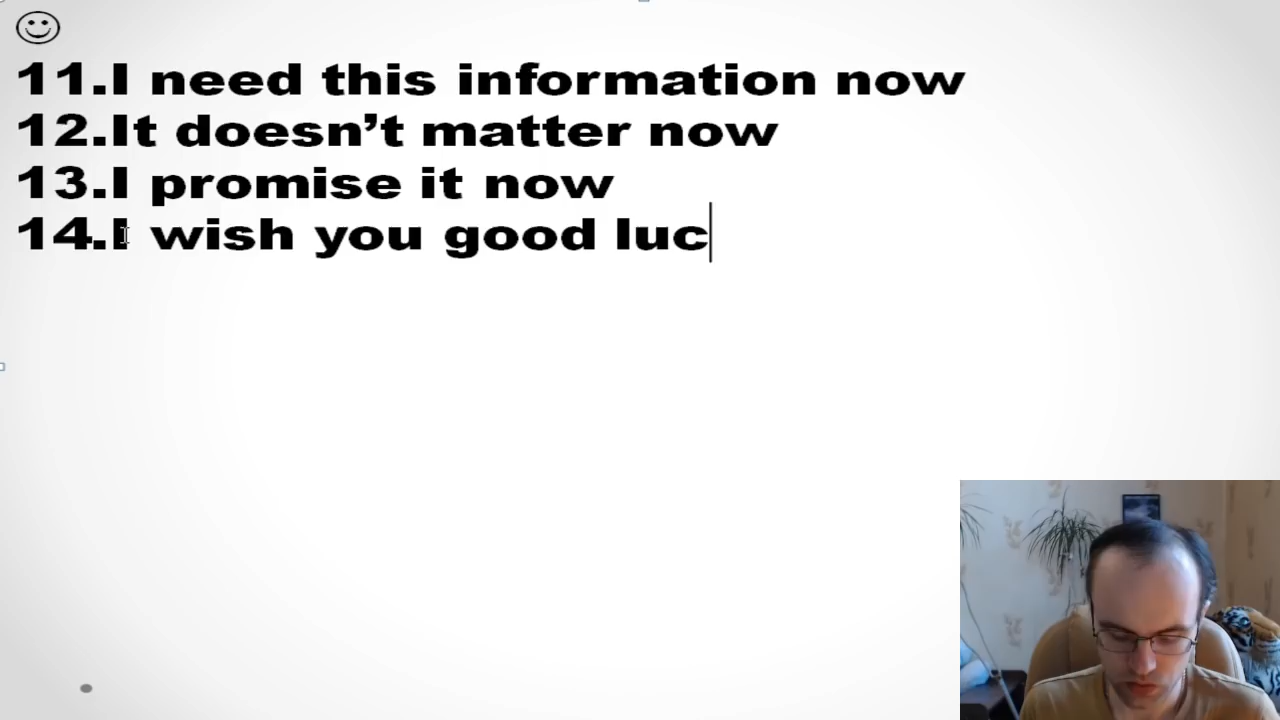 11.I need this information now
12.It doesn’t matter now
13.I promise it now
14.I wish you good luc